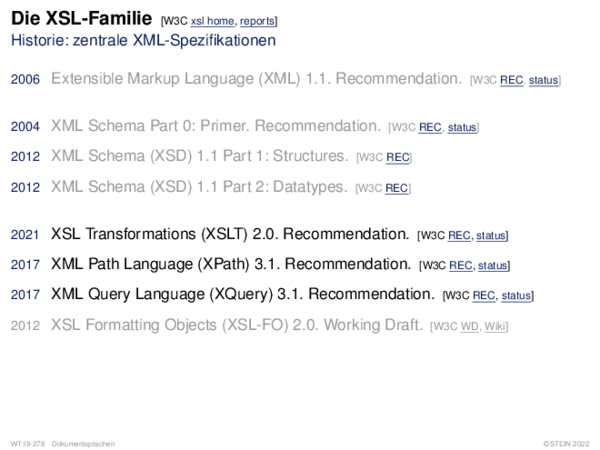 Die XSL-Familie [W3C xsl home, reports]
Historie: zentrale XML-Spezifikationen
2006 Extensible Markup Language (XML) 1.1. Recommendation. [W3C REC, status]
2004 XML Schema Part 0: Primer. Recommendation. [W3C REC, status]
2012 XML Schema (XSD) 1.1 Part 1: Structures. [W3C REC]
2012 XML Schema (XSD) 1.1 Part 2: Datatypes. [W3C REC]
2021 XSL Transformations (XSLT) 2.0. Recommendation. [W3C REC, status]
2017 XML Path Language (XPath) 3.1. Recommendation. [W3C REC, status]
2017 XML Query Language (XQuery) 3.1. Recommendation. [W3C REC, status]
2012 XSL Formatting Objects (XSL-FO) 2.0. Working Draft. [W3C WD, Wiki]
WT:III-278 Dokumentsprachen ©STEIN 2022